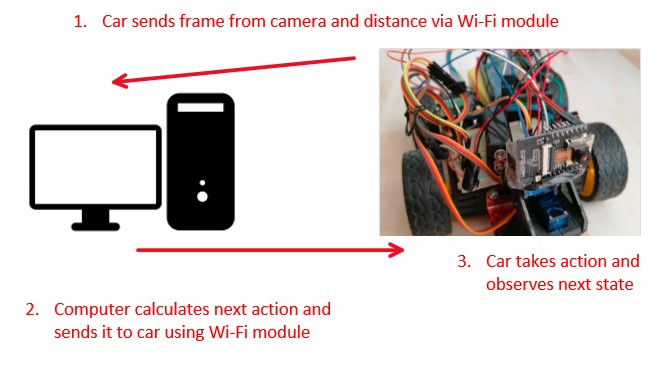 1. Car sends frame from camera and distance via Wi-Fi module
3. Car takes action and
observes next state
2. Computer calculates next action and
sends it to car using Wi-Fi module